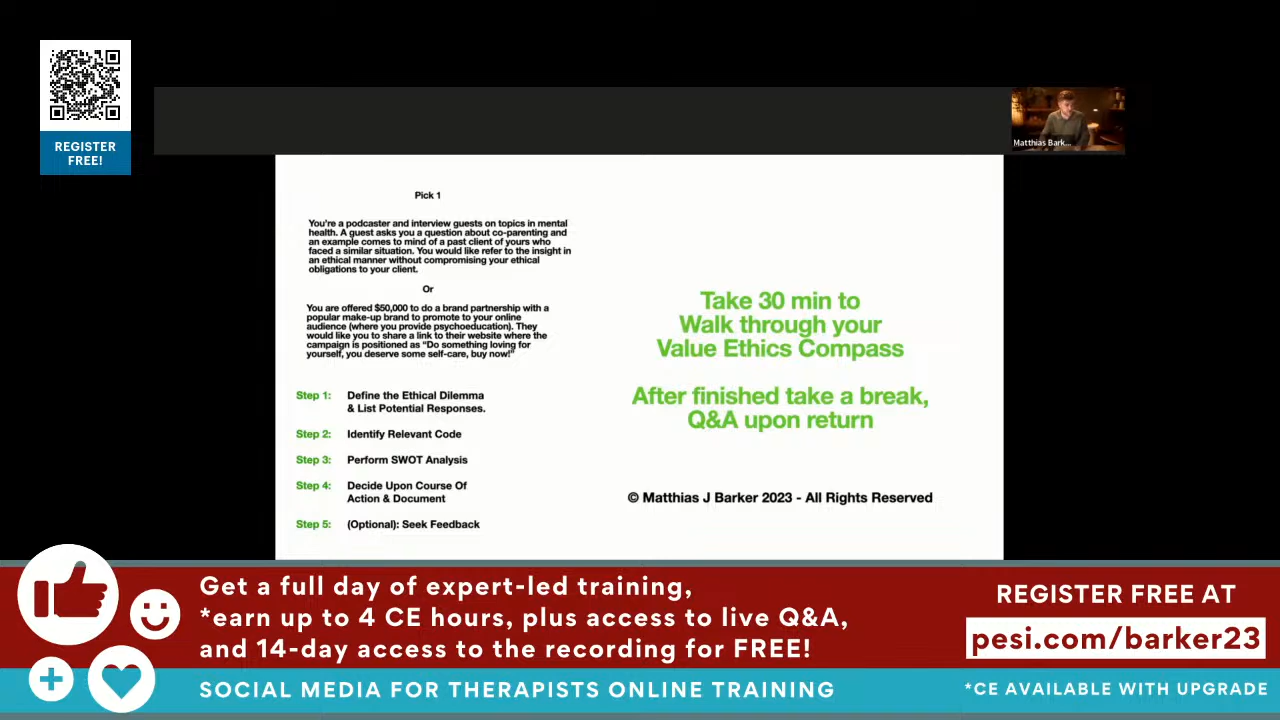 REGISTER
FREE!
Matthias Bark...
Pick 1
You're a podcaster and interview guests on topics in mental
health. A guest asks you a question about co-parenting and
an example comes to mind of a past client of yours who
faced a similar situation. You would like refer to the insight in
an ethical manner without compromising your ethical
obligations to your client.
Or
You are offered $50,000 to do a brand partnership with a
popular make-up brand to promote to your online
audience (where you provide psychoeducation). They
would like you to share a link to their website where the
campaign is positioned as “Do something loving for
yourself, you deserve some self-care, buy now!”
Step 1: Define the Ethical Dilemma
& List Potential Responses.
Step 2: Identify Relevant Code
Step 3: Perform SWOT Analysis
Step 4: Decide Upon Course Of
Action & Document
Step 5: (Optional): Seek Feedback
Take 30 min to
Walk through your
Value Ethics Compass
After finished take a break,
Q&A upon return
© Matthias J Barker 2023 - All Rights Reserved
Get a full day of expert-led training,
*earn up to 4 CE hours, plus access to live Q&A,
and 14-day access to the recording for FREE!
REGISTER FREE AT
pesi.com/barker23
SOCIAL MEDIA FOR THERAPISTS ONLINE TRAINING
*CE AVAILABLE WITH UPGRADE